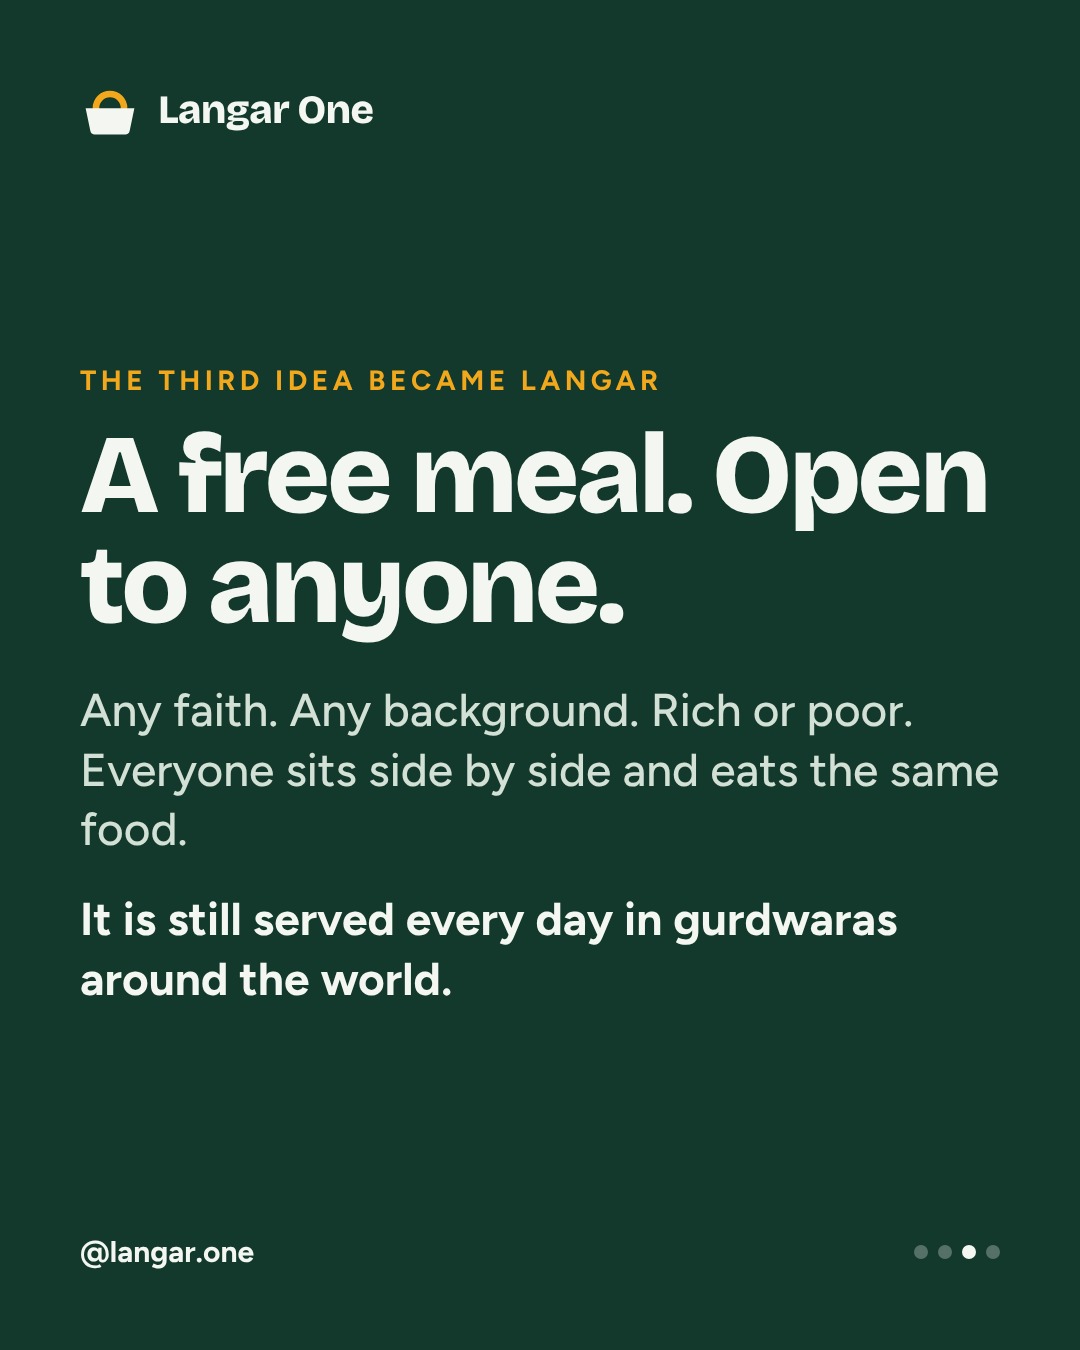 Langar One
THE THIRD IDEA BECAME LANGAR
A free meal. Open
to anyone.
Any faith. Any background. Rich or poor.
Everyone sits side by side and eats the same
food.
It is still served every day in gurdwaras
around the world.
@langar.one